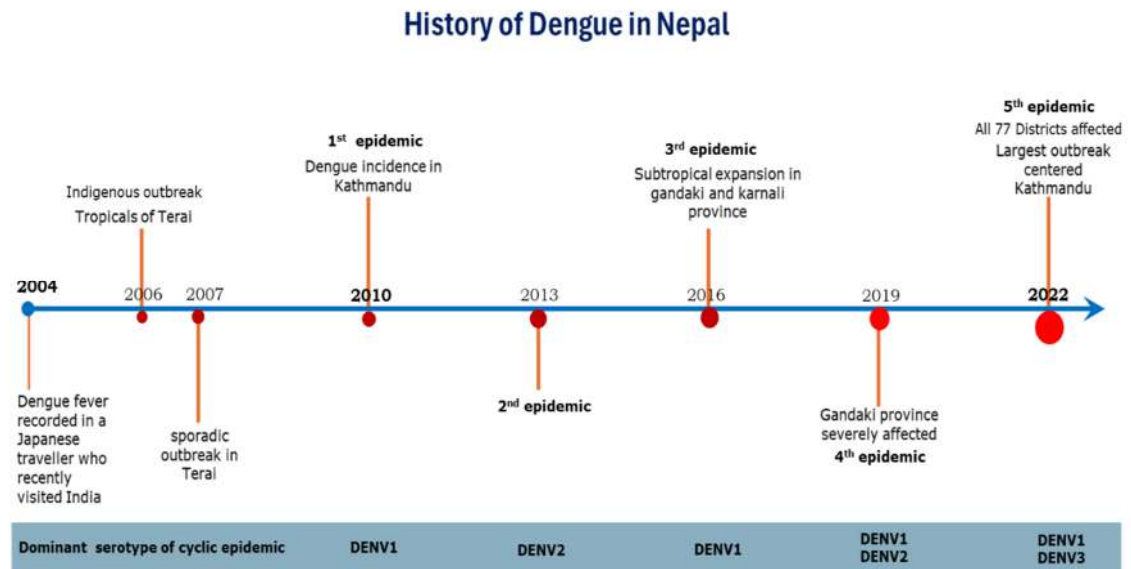 History of Dengue in Nepal
5th epidemic
All 77 Districts affected
Largest outbreak
centered
Kathmandu
1st epidemic
Dengue incidence in
Kathmandu
3rd epidemic
Subtropical expansion in
gandaki and karnali
province
Indigenous outbreak
Tropicals of Terai
2004
2006
2007
2010
2013
2016
2019
2022
Dengue fever
recorded in a
Japanese
traveller who
recently
visited India
sporadic
outbreak in
Terai
2nd epidemic
Gandaki province
severely affected
4th epidemic
Dominant serotype of cyclic epidemic
DENV1
DENV2
DENV1
DENV1
DENV2
DENV1
DENV3